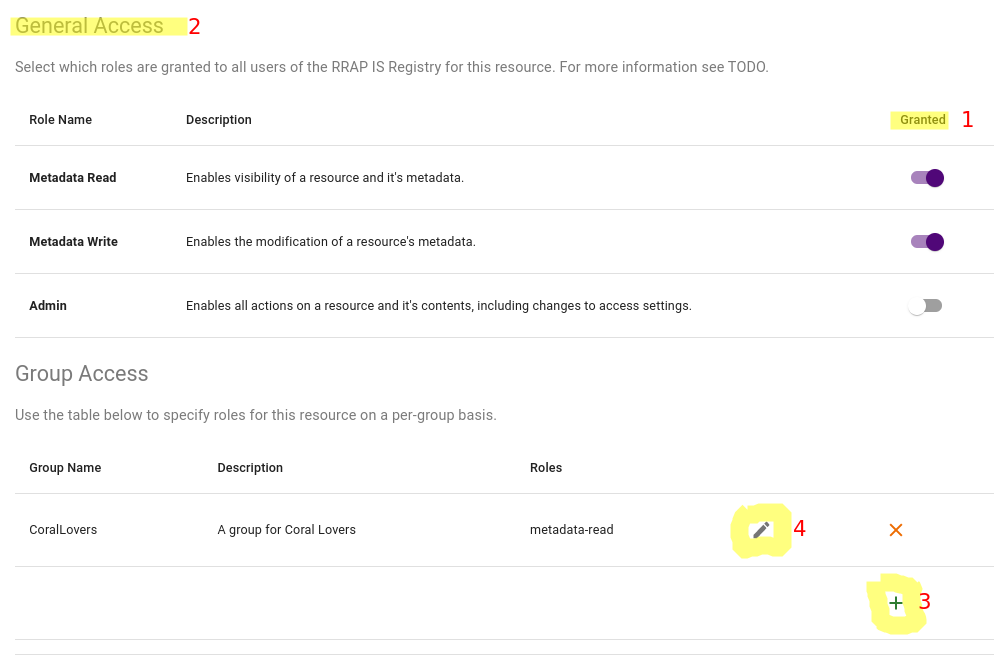 General Access 2
Select which roles are granted to all users of the RRAP IS Registry for this resource. For more information see TODO.
Role Name Description Granted 1
Metadata Read Enables visibility of a resource and it's metadata.
Metadata Write Enables the modification of a resource's metadata.
Admin Enables all actions on a resource and it's contents, including changes to access settings.
Group Access
Use the table below to specify roles for this resource on a per-group basis.
Group Name Description Roles
CoralLovers A group for Coral Lovers metadata-read 4
3